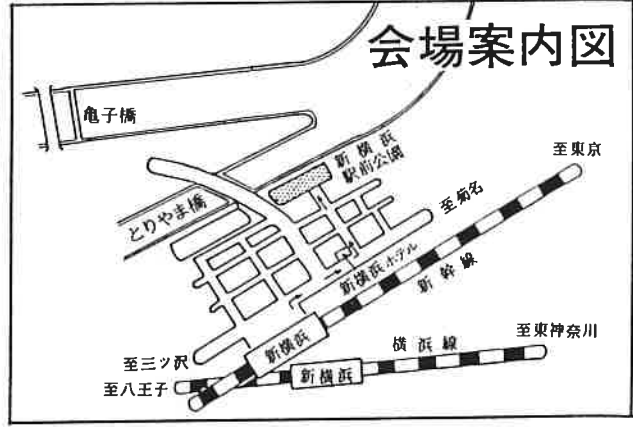 会場案内図
亀子橋
新横浜
駅前公園
至東京
とりやま橋
至菊名
新横浜ホテル
新幹線
新横浜
至三ツ沢
横浜線
至東神奈川
至八王子
新横浜